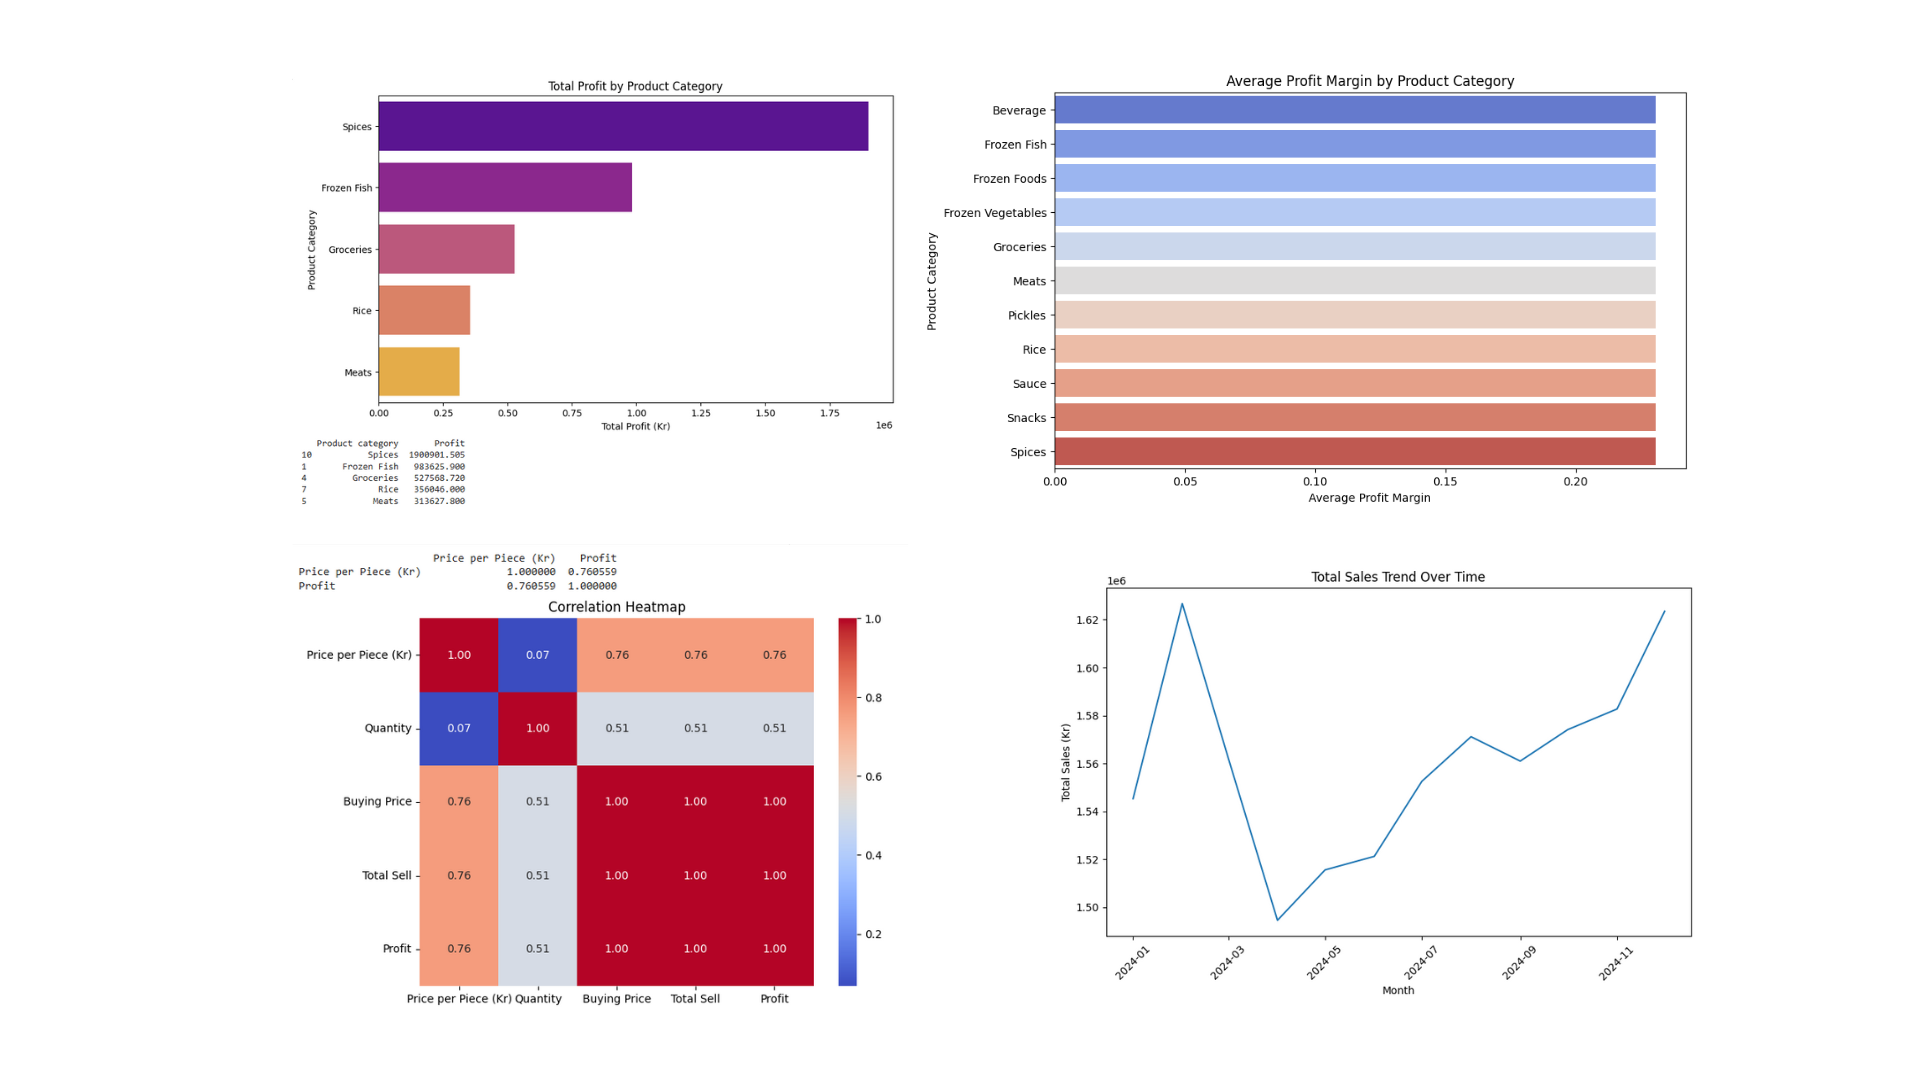 Total Profit by Product Category
Product Category
Spices
Frozen Fish
Groceries
Rice
Meats
0.00 0.25 0.50 0.75 1.00 1.25 1.50 1.75
1e6
Total Profit (Kr)
Product category Profit
10 Spices 1900901.505
1 Frozen Fish 983625.900
4 Groceries 527568.720
7 Rice 356046.000
5 Meats 313627.800
Average Profit Margin by Product Category
Product Category
Beverage
Frozen Fish
Frozen Foods
Frozen Vegetables
Groceries
Meats
Pickles
Rice
Sauce
Snacks
Spices
0.00 0.05 0.10 0.15 0.20
Average Profit Margin
Price per Piece (Kr) Profit
Price per Piece (Kr) 1.000000 0.760559
Profit 0.760559 1.000000
Correlation Heatmap
Price per Piece (Kr) 1.00 0.07 0.76 0.76 0.76
Quantity 0.07 1.00 0.51 0.51 0.51
Buying Price 0.76 0.51 1.00 1.00 1.00
Total Sell 0.76 0.51 1.00 1.00 1.00
Profit 0.76 0.51 1.00 1.00 1.00
Price per Piece (Kr) Quantity Buying Price Total Sell Profit
1.0
0.8
0.6
0.4
0.2
Total Sales Trend Over Time
1e6
Total Sales (Kr)
1.62
1.60
1.58
1.56
1.54
1.52
1.50
2024-01 2024-03 2024-05 2024-07 2024-09 2024-11
Month